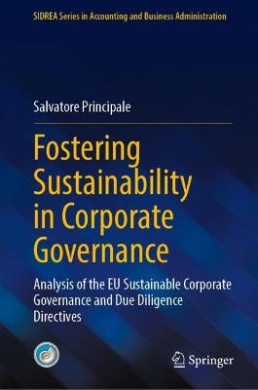 SIDREA Series in Accounting and Business Administration
Salvatore Principale
Fostering
Sustainability
in Corporate
Governance
Analysis of the EU Sustainable Corporate
Governance and Due Diligence
Directives
Springer